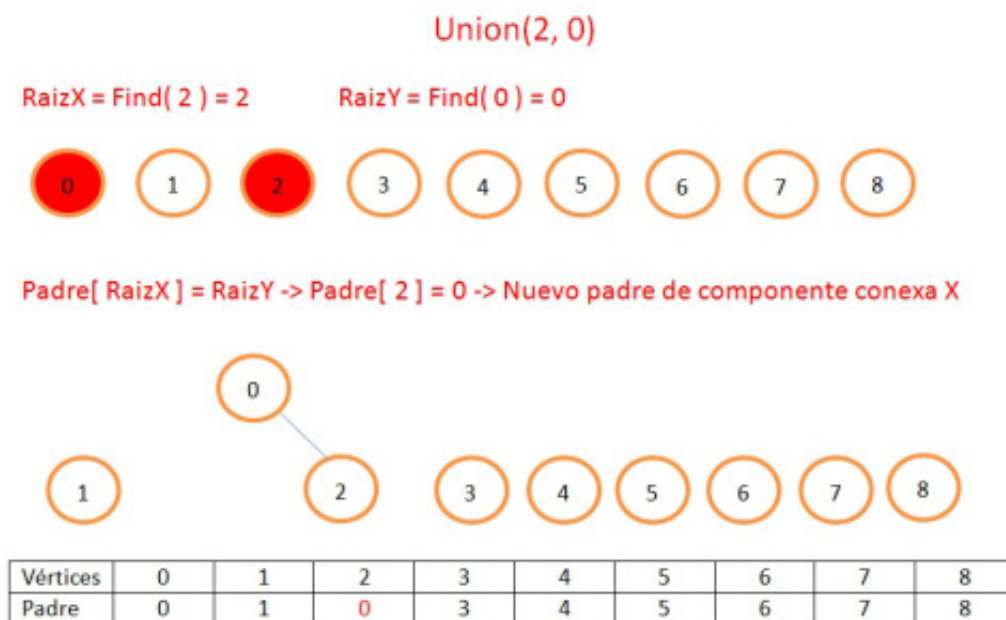 Union(2, 0)
RaizX = Find( 2 ) = 2 RaizY = Find( 0 ) = 0
0 1 2 3 4 5 6 7 8
Padre[ RaizX ] = RaizY -> Padre[ 2 ] = 0 -> Nuevo padre de componente conexa X
0
1 2 3 4 5 6 7 8
Vértices 0 1 2 3 4 5 6 7 8
Padre 0 1 0 3 4 5 6 7 8